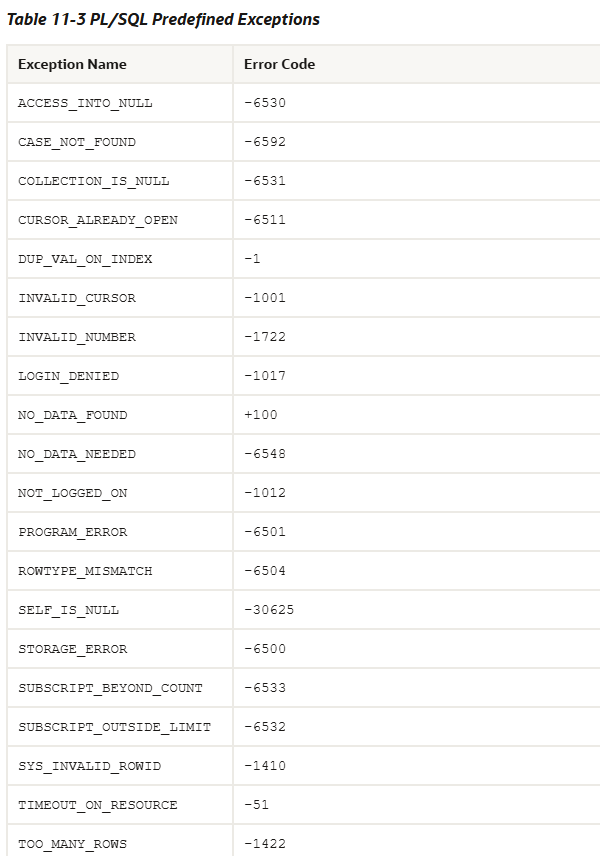 Table 11-3 PL/SQL Predefined Exceptions
Exception Name Error Code
ACCESS_INTO_NULL -6530
CASE_NOT_FOUND -6592
COLLECTION_IS_NULL -6531
CURSOR_ALREADY_OPEN -6511
DUP_VAL_ON_INDEX -1
INVALID_CURSOR -1001
INVALID_NUMBER -1722
LOGIN_DENIED -1017
NO_DATA_FOUND +100
NO_DATA_NEEDED -6548
NOT_LOGGED_ON -1012
PROGRAM_ERROR -6501
ROWTYPE_MISMATCH -6504
SELF_IS_NULL -30625
STORAGE_ERROR -6500
SUBSCRIPT_BEYOND_COUNT -6533
SUBSCRIPT_OUTSIDE_LIMIT -6532
SYS_INVALID_ROWID -1410
TIMEOUT_ON_RESOURCE -51
TOO_MANY_ROWS -1422